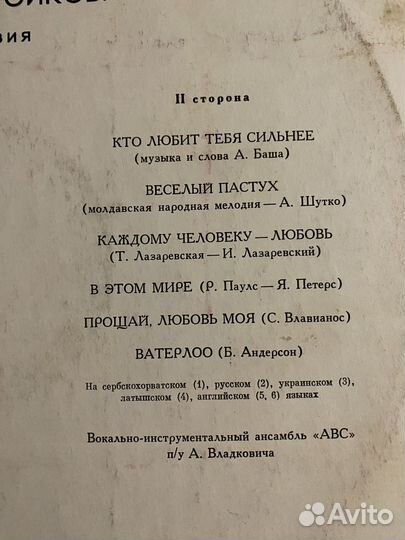 II сторона
КТО ЛЮБИТ ТЕБЯ СИЛЬНЕЕ
(музыка и слова А. Баша)
ВЕСЕЛЫЙ ПАСТУХ
(молдавская народная мелодия — А. Шутко)
КАЖДОМУ ЧЕЛОВЕКУ — ЛЮБОВЬ
(Т. Лазаревская — И. Лазаревский)
В ЭТОМ МИРЕ (Р. Паулс — Я. Петерс)
ПРОЩАЙ, ЛЮБОВЬ МОЯ (С. Влавианос)
ВАТЕРЛОО (Б. Андерсон)
На сербскохорватском (1), русском (2), украинском (3),
латышском (4), английском (5, 6) языках
Вокально-инструментальный ансамбль «АВС»
п/у А. Владковича
Avito